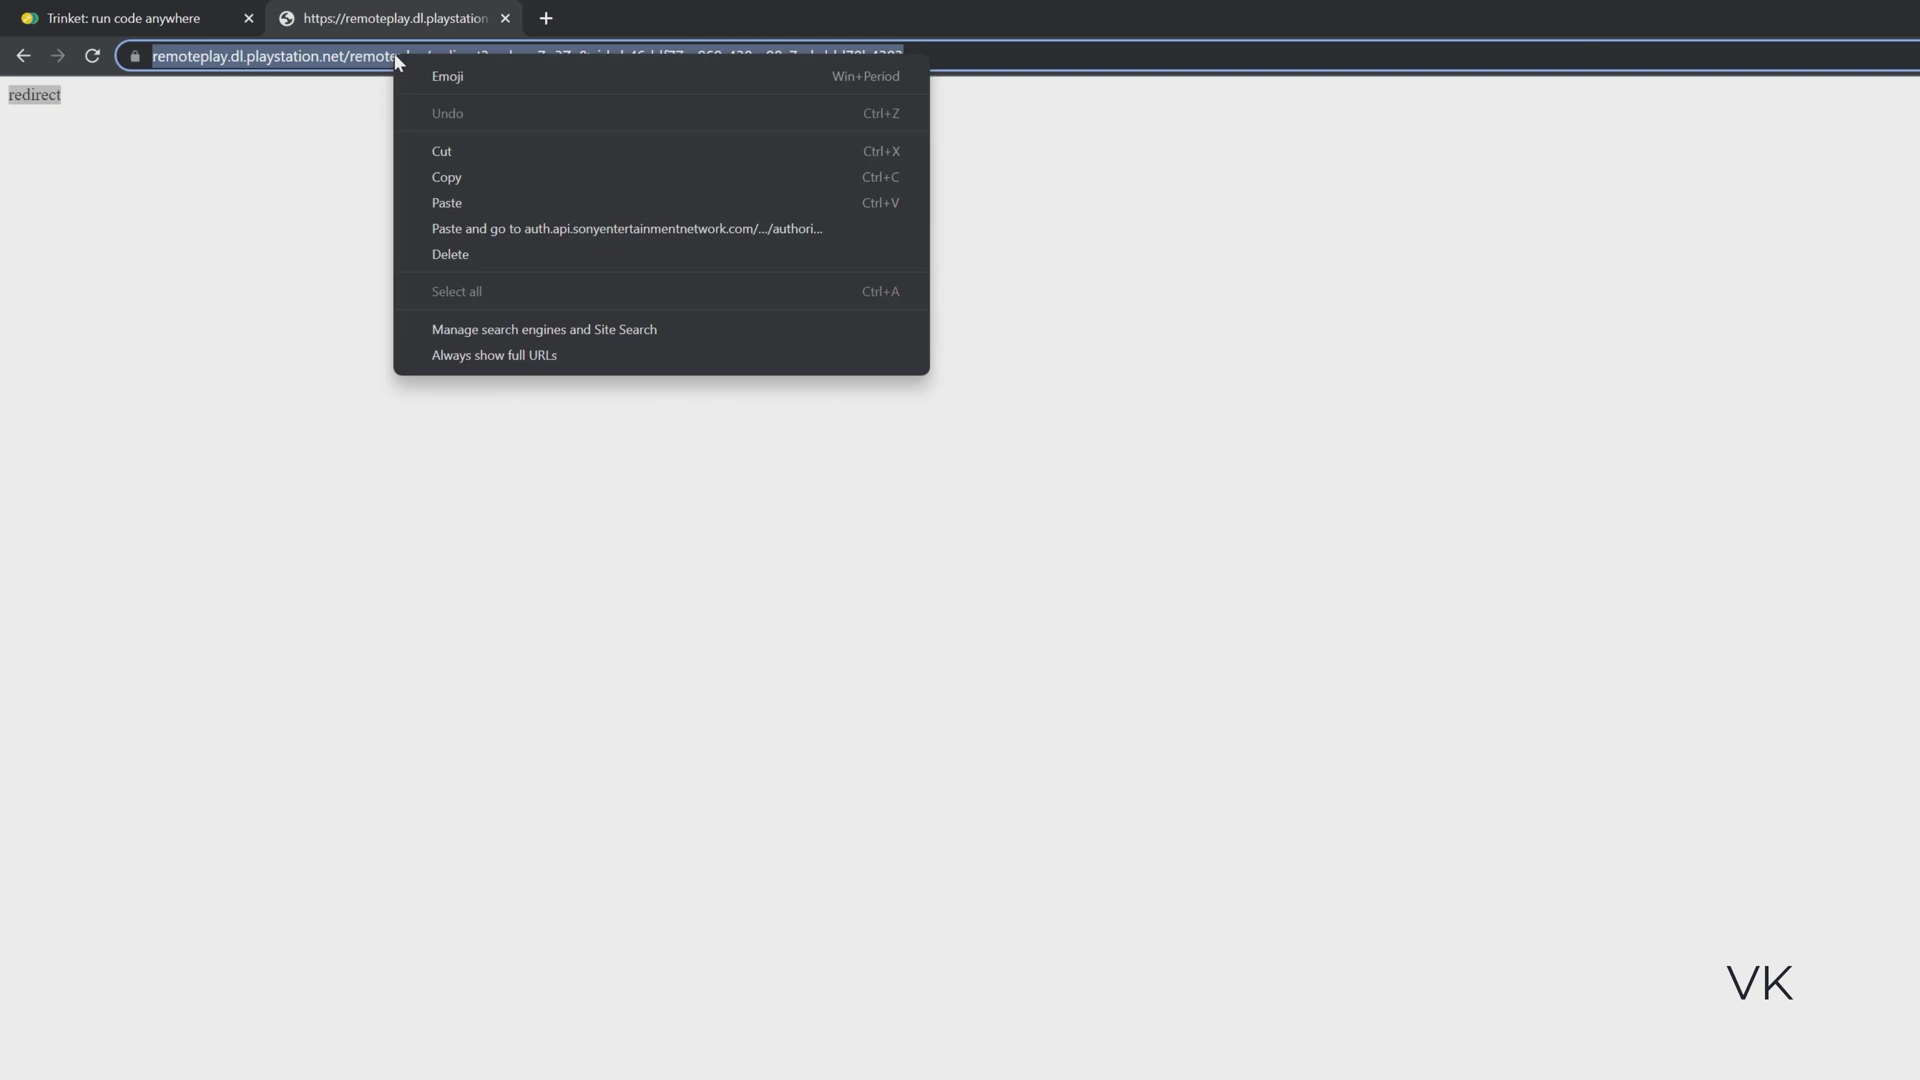 Trinket: run code anywhere
https://remoteplay.dl.playstation
remoteplay.dl.playstation.net/remote
redirect
Emoji Win+Period
Undo Ctrl+Z
Cut Ctrl+X
Copy Ctrl+C
Paste Ctrl+V
Paste and go to auth.api.sonyentertainmentnetwork.com/.../authori...
Delete
Select all Ctrl+A
Manage search engines and Site Search
Always show full URLs
VK